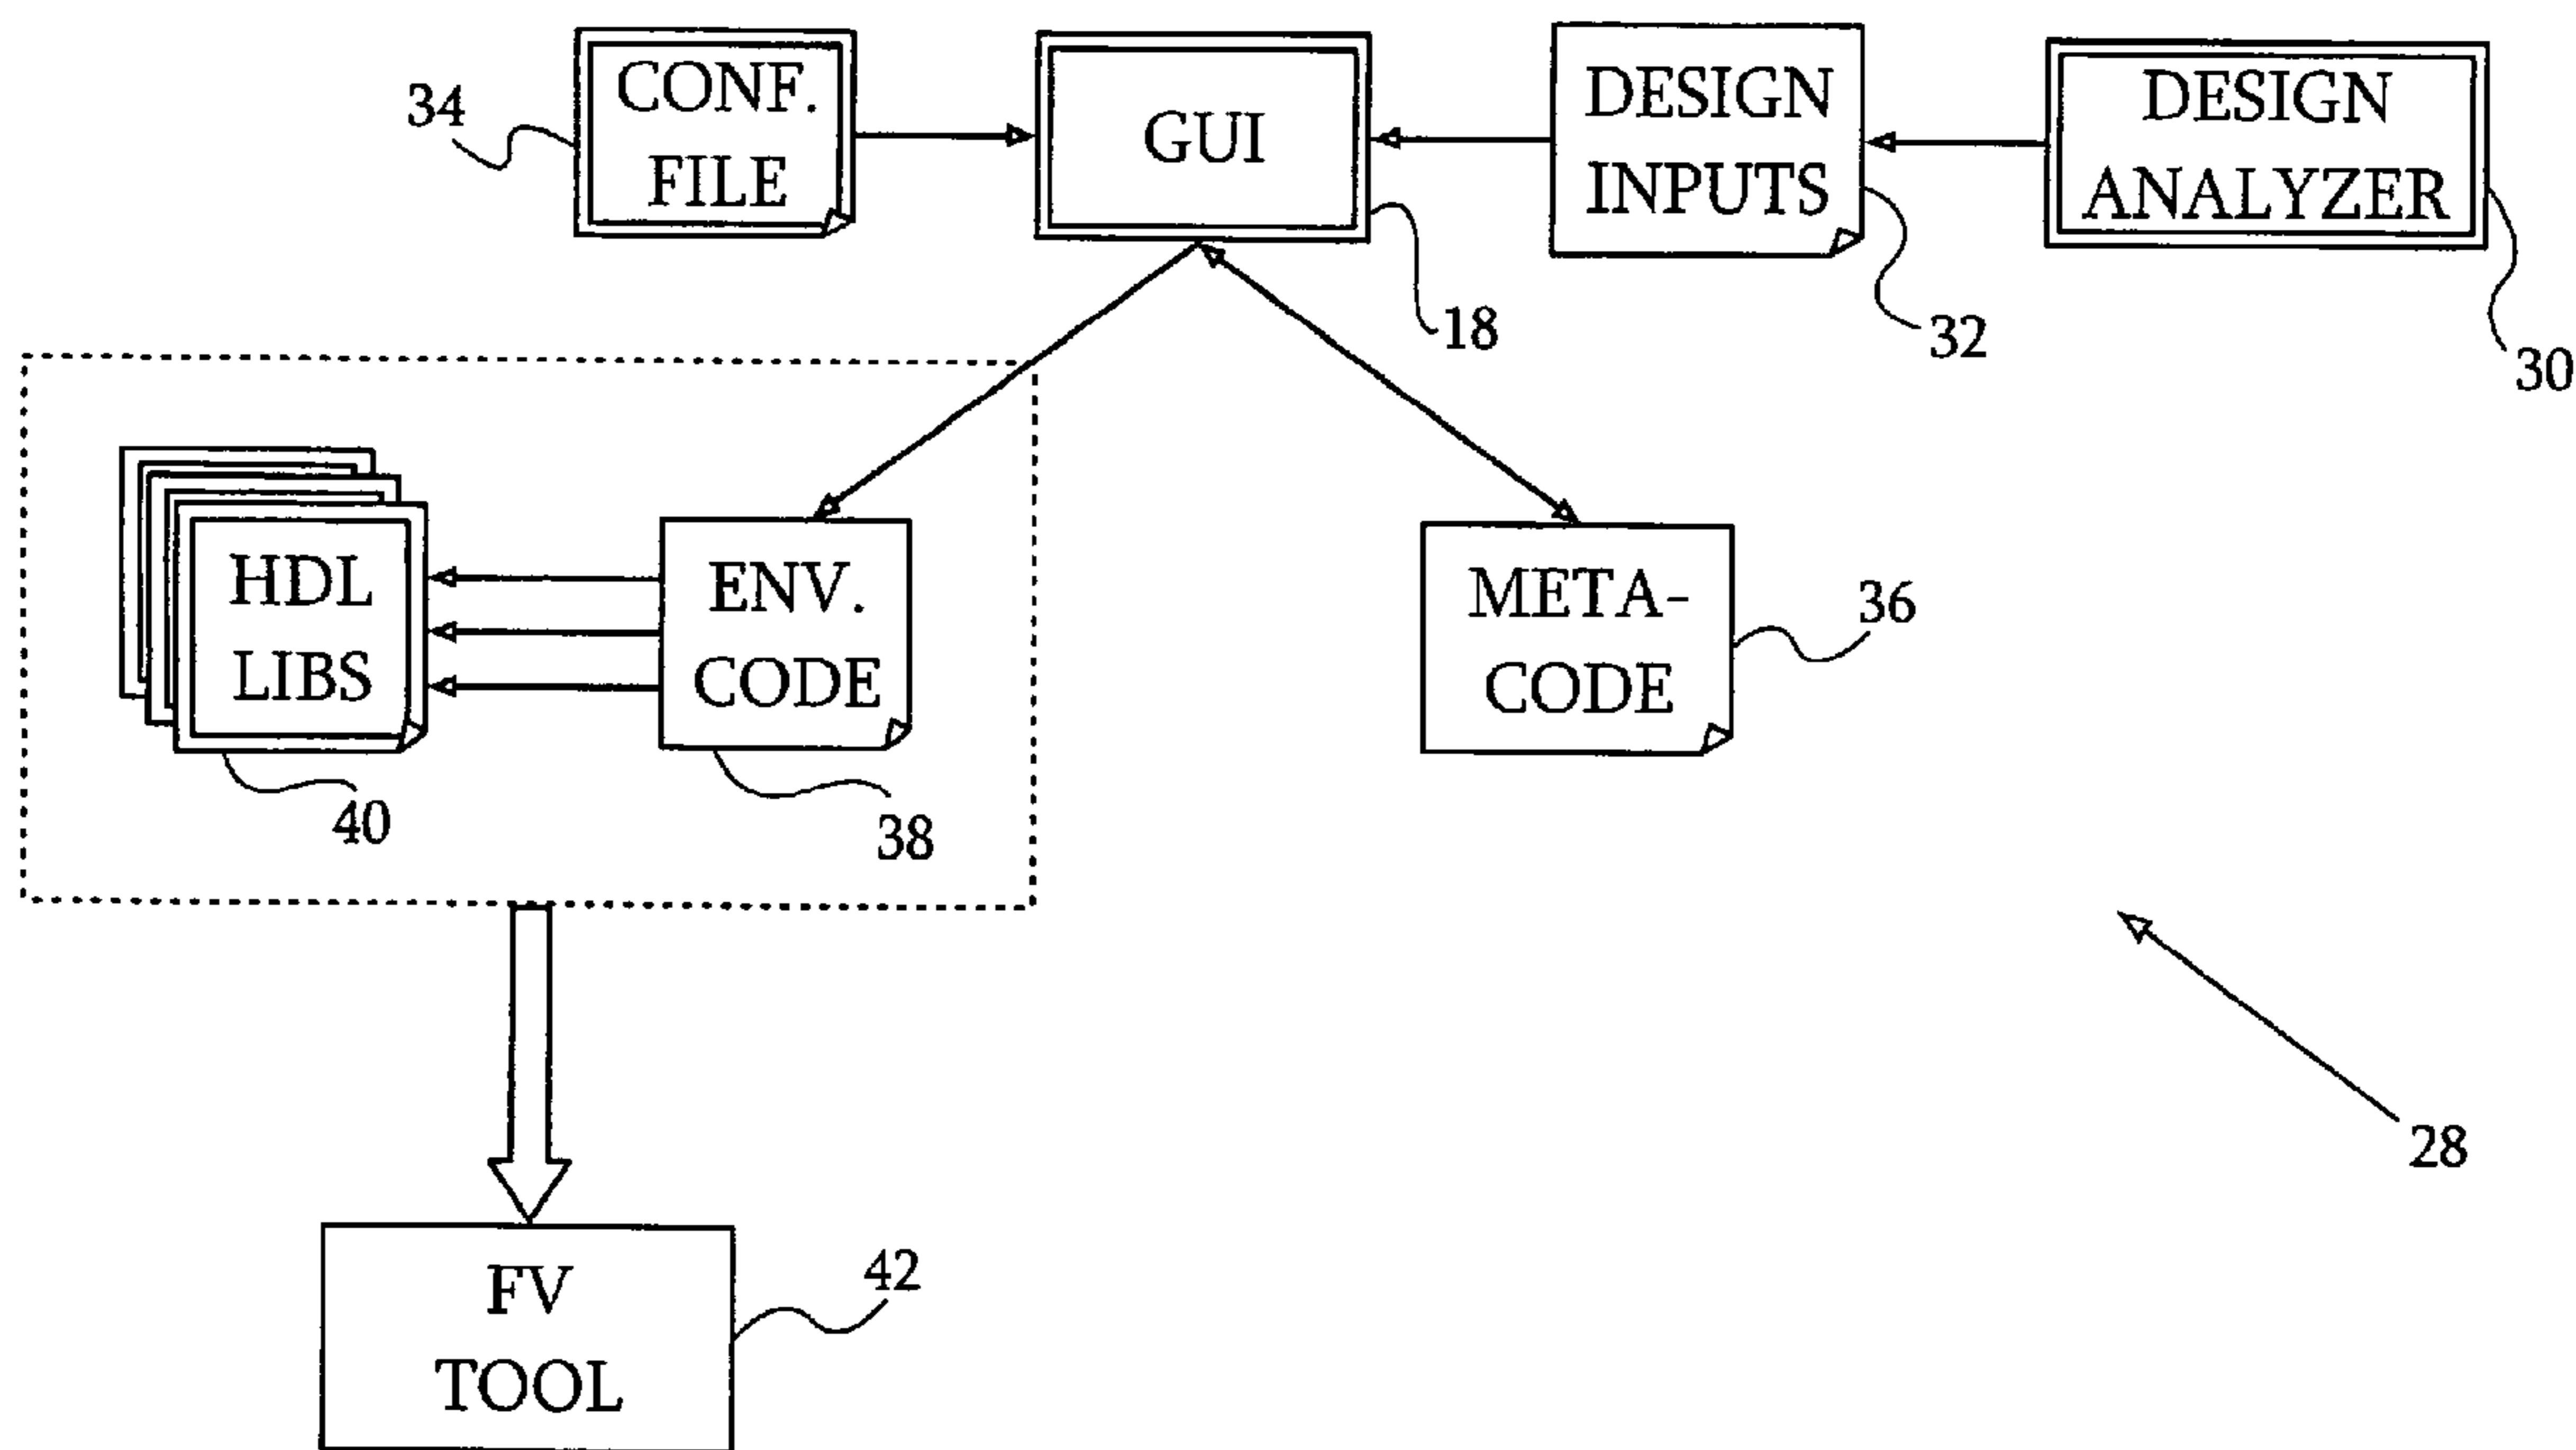 34
CONF.
FILE
GUI
18
DESIGN
INPUTS
32
DESIGN
ANALYZER
30
HDL
LIBS
40
ENV.
CODE
38
META-
CODE
36
28
FV
TOOL
42